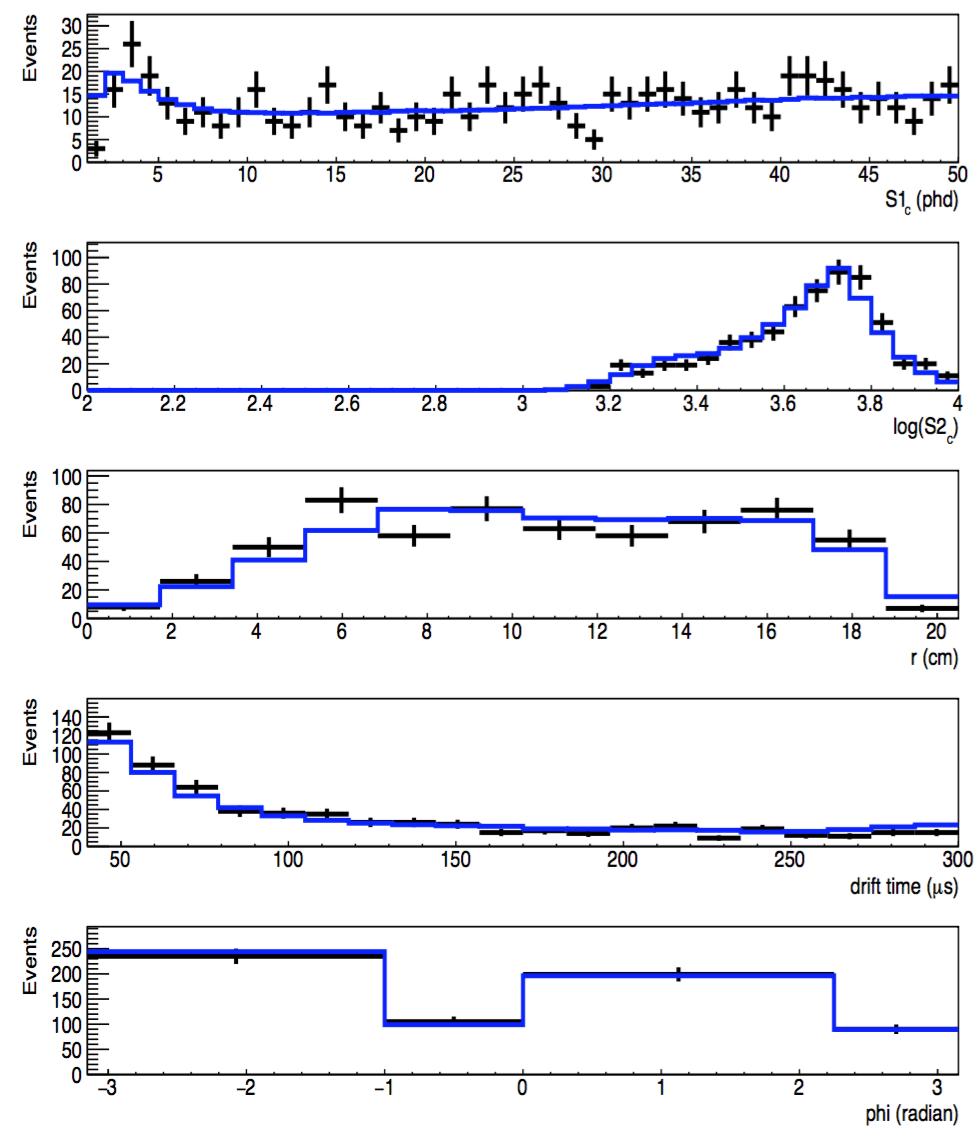 Events
30
25
20
15
10
5
0
5 10 15 20 25 30 35 40 45 50
S1c (phd)
Events
100
80
60
40
20
0
2 2.2 2.4 2.6 2.8 3 3.2 3.4 3.6 3.8 4
log(S2c)
Events
100
80
60
40
20
0
0 2 4 6 8 10 12 14 16 18 20
r (cm)
Events
140
120
100
80
60
40
20
0
50 100 150 200 250 300
drift time (μs)
Events
250
200
150
100
50
0
−3 −2 −1 0 1 2 3
phi (radian)